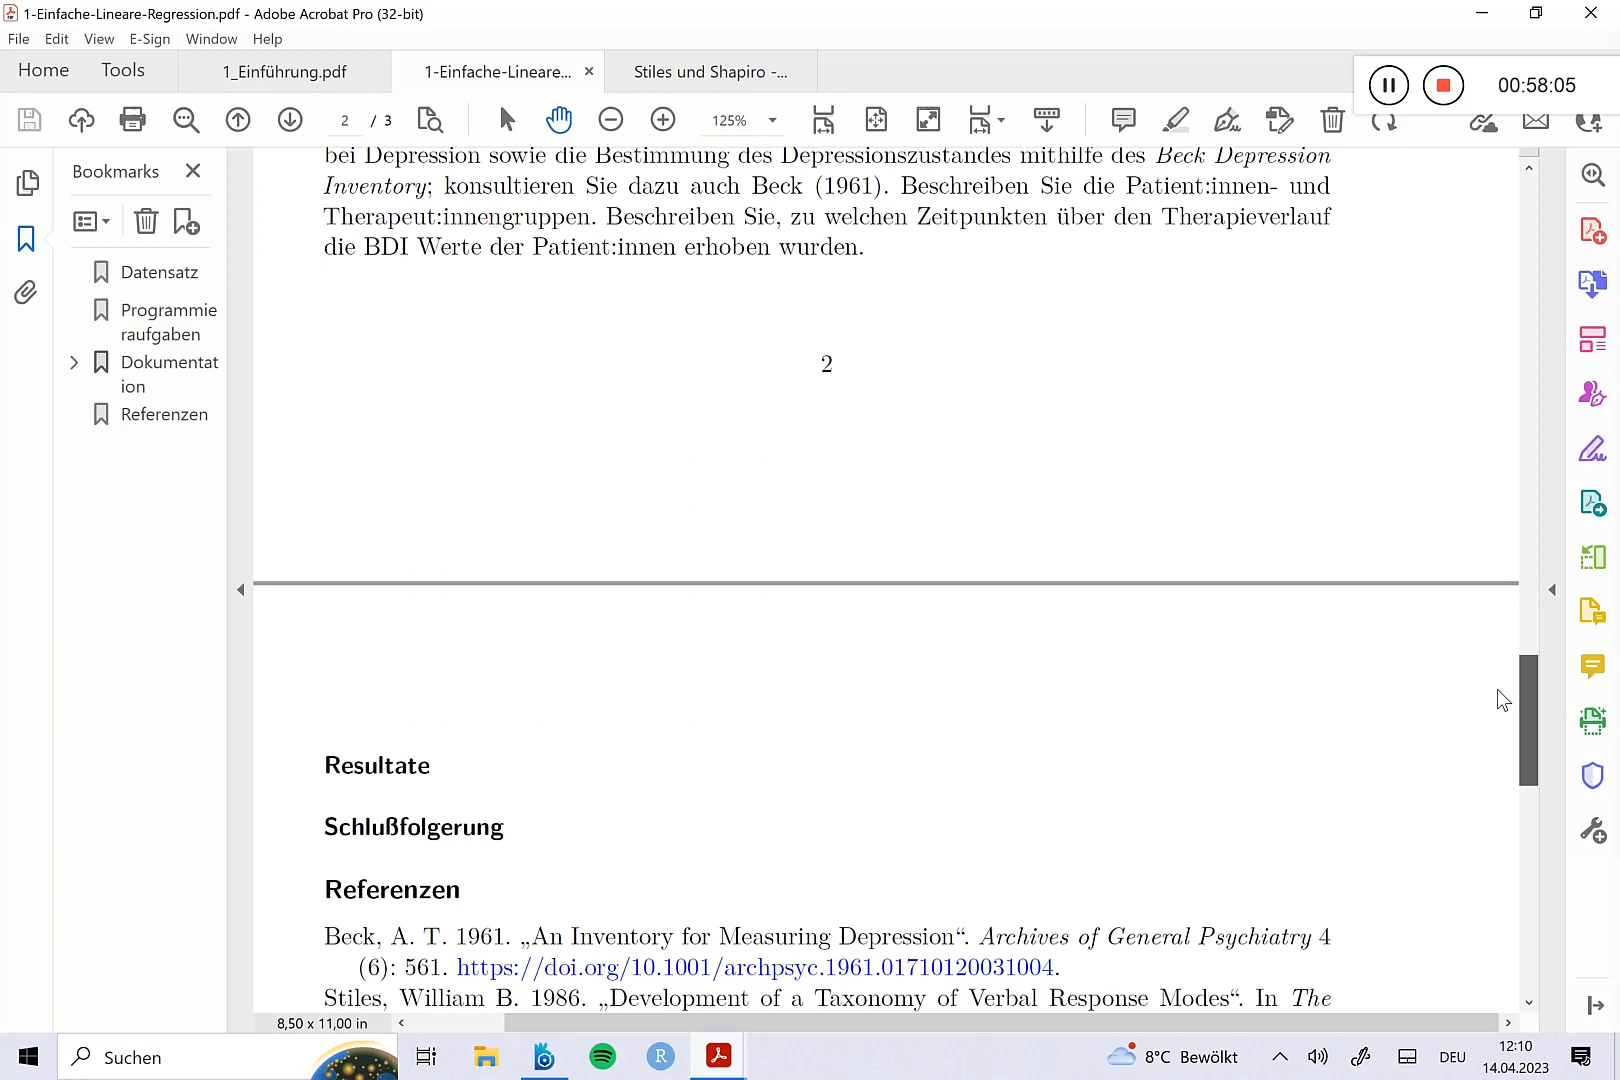 1-Einfache-Lineare-Regression.pdf - Adobe Acrobat Pro (32-bit)
File Edit View E-Sign Window Help
Home Tools 1_Einführung.pdf 1-Einfache-Lineare... Stiles und Shapiro -...
00:58:05
2 / 3 125%
Bookmarks
Datensatz
Programmie
raufgaben
Dokumentat
ion
Referenzen
bei Depression sowie die Bestimmung des Depressionszustandes mithilfe des Beck Depression
Inventory; konsultieren Sie dazu auch Beck (1961). Beschreiben Sie die Patient:innen- und
Therapeut:innengruppen. Beschreiben Sie, zu welchen Zeitpunkten über den Therapieverlauf
die BDI Werte der Patient:innen erhoben wurden.
2
Resultate
Schlußfolgerung
Referenzen
Beck, A. T. 1961. „An Inventory for Measuring Depression“. Archives of General Psychiatry 4
(6): 561. https://doi.org/10.1001/archpsyc.1961.01710120031004.
Stiles, William B. 1986. „Development of a Taxonomy of Verbal Response Modes“. In The
8,50 x 11,00 in
Suchen
R
8°C Bewölkt
DEU
12:10
14.04.2023